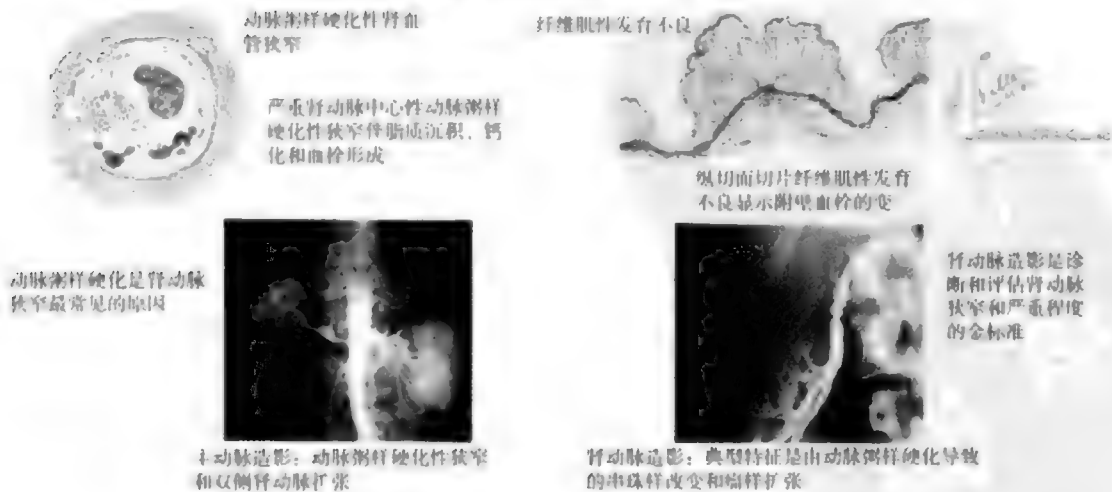 动脉粥样硬化性肾血
管狭窄
严重肾动脉中心性动脉粥样
硬化性狭窄伴脂质沉积、钙
化和血栓形成
纤维肌性发育不良
纵切面切片纤维肌性发育
不良显示附壁血栓的变
动脉粥样硬化是肾动脉
狭窄最常见的原因
肾动脉造影是诊
断和评估肾动脉
狭窄和严重程度
的金标准
主动脉造影：动脉粥样硬化性狭窄
和双侧肾动脉扩张
肾动脉造影：典型特征是由动脉粥样硬化导致
的串珠样改变和瘤样扩张